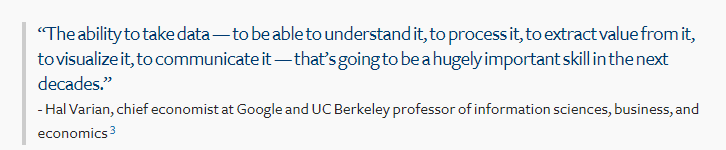 “The ability to take data — to be able to understand it, to process it, to extract value from it,
to visualize it, to communicate it — that’s going to be a hugely important skill in the next
decades.”
- Hal Varian, chief economist at Google and UC Berkeley professor of information sciences, business, and
economics 3